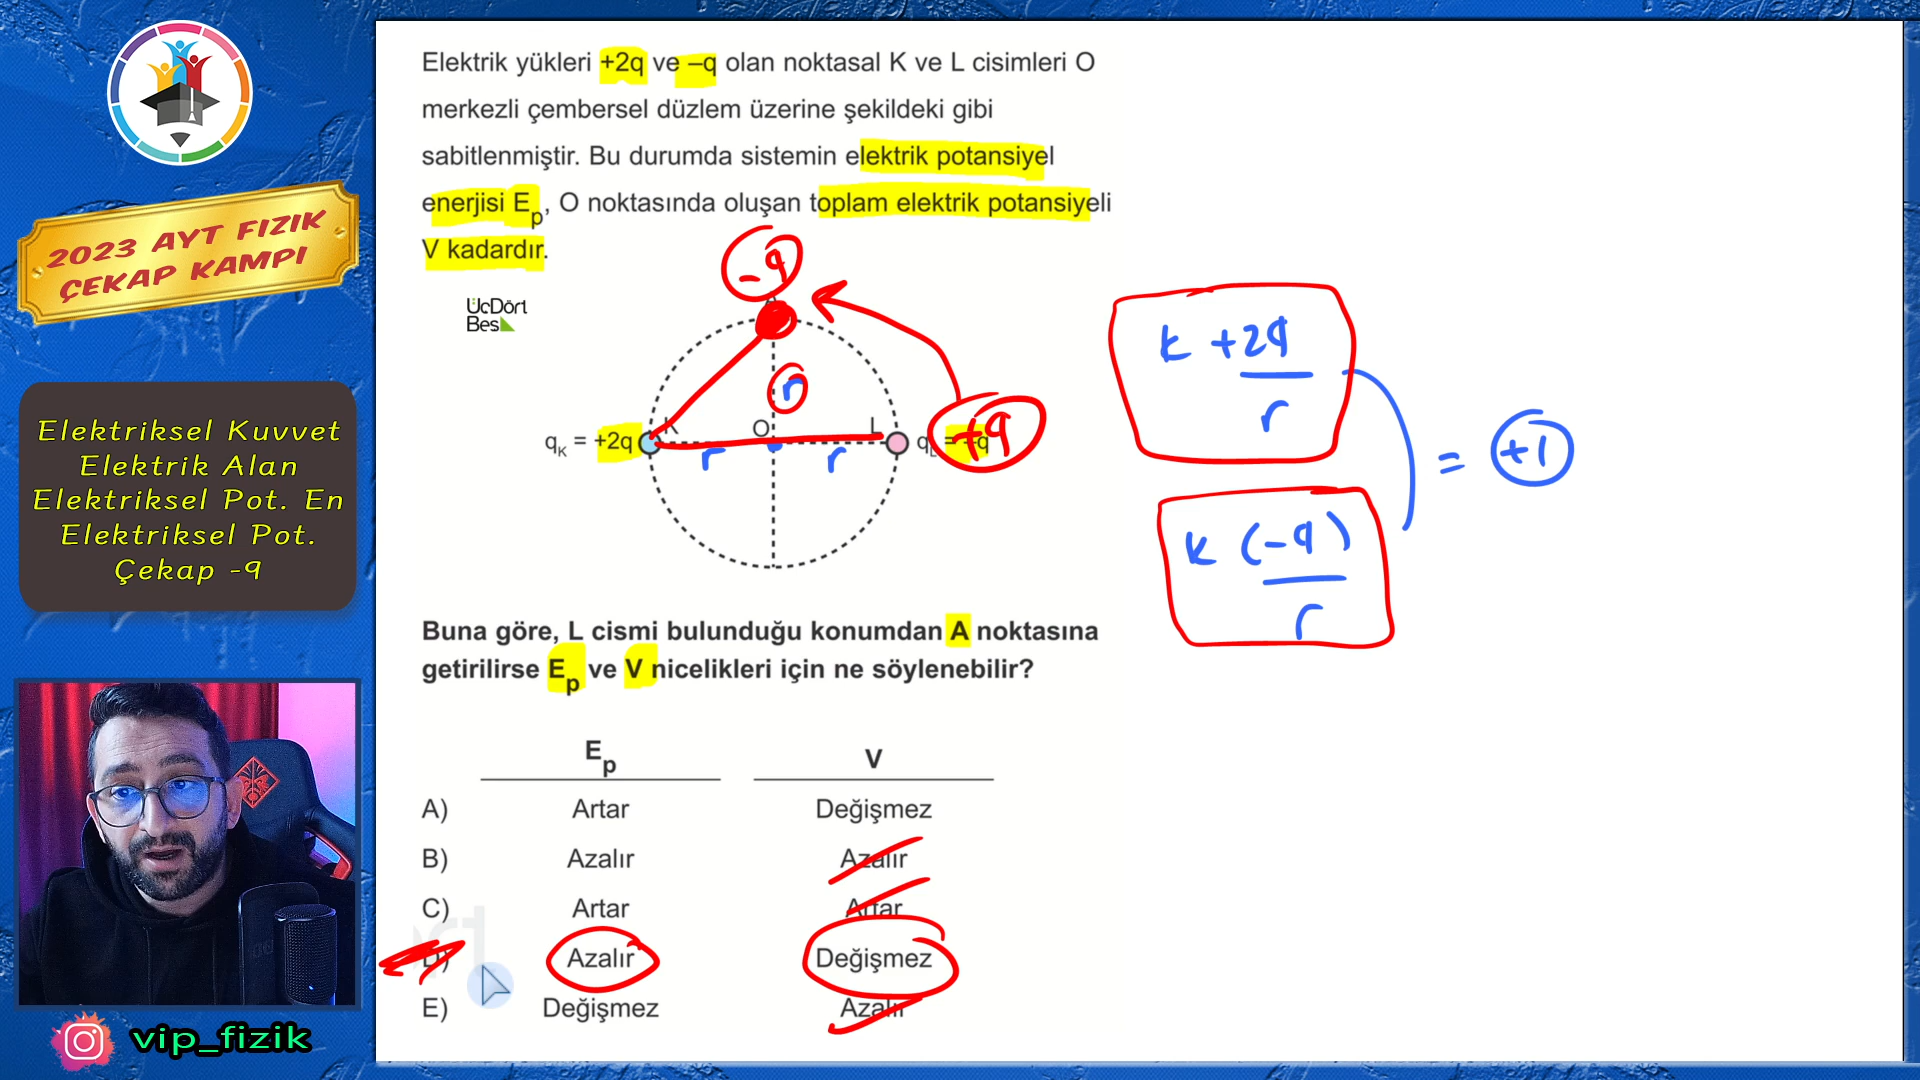 2023 AYT FIZIK
ÇEKAP KAMPI
Elektriksel Kuvvet
Elektrik Alan
Elektriksel Pot. En
Elektriksel Pot.
Çekap -9
vip_fizik
Elektrik yükleri +2q ve –q olan noktasal K ve L cisimleri O
merkezli çembersel düzlem üzerine şekildeki gibi
sabitlenmiştir. Bu durumda sistemin elektrik potansiyel
enerjisi Ep, O noktasında oluşan toplam elektrik potansiyeli
V kadardır.
-q
ÜcDört
Bes
r
K
O
L
qK = +2q
r
r
+q
k +2q
r
= +1
k (-q)
r
Buna göre, L cismi bulunduğu konumdan A noktasına
getirilirse Ep ve V nicelikleri için ne söylenebilir?
Ep V
A) Artar Değişmez
B) Azalır Azalır
C) Artar Artar
D) Azalır Değişmez
E) Değişmez Azalır